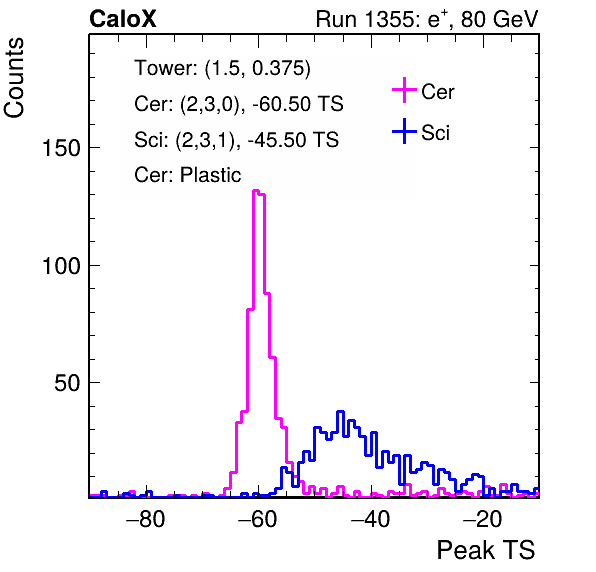 CaloX Run 1355: e⁺, 80 GeV
Counts
Tower: (1.5, 0.375)
Cer: (2,3,0), -60.50 TS
Sci: (2,3,1), -45.50 TS
Cer: Plastic
Cer
Sci
150
100
50
−80 −60 −40 −20
Peak TS